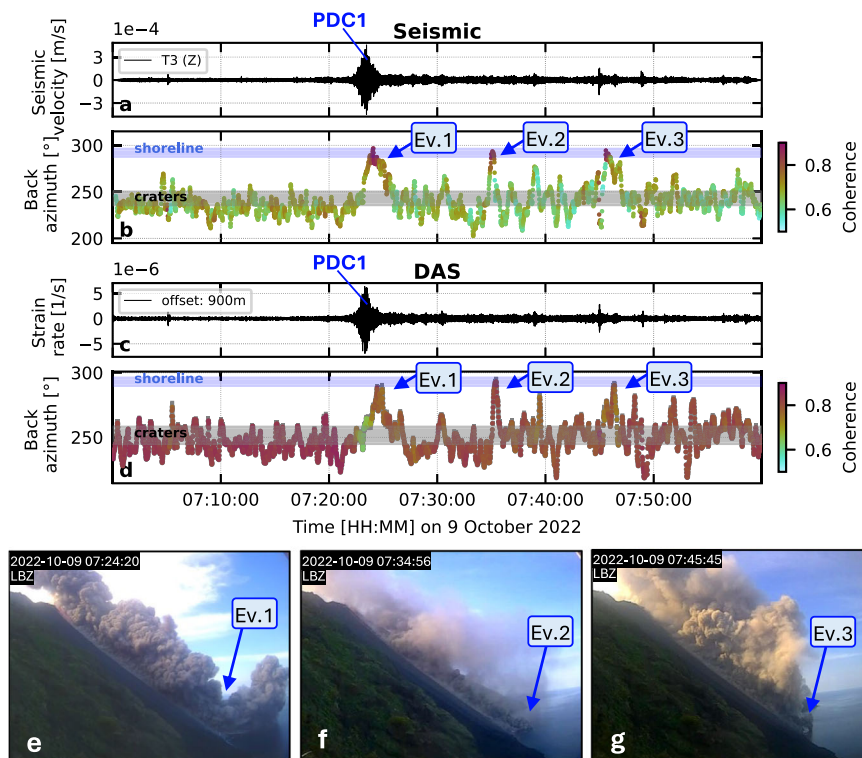 1e−4
PDC1
Seismic
Seismic
velocity [m/s]
3
0
−3
T3 (Z)
a
Back
azimuth [°]
300
250
200
shoreline
craters
Ev.1
Ev.2
Ev.3
b
Coherence
0.8
0.6
1e−6
PDC1
DAS
Strain
rate [1/s]
5
0
−5
offset: 900m
c
Back
azimuth [°]
300
250
shoreline
craters
Ev.1
Ev.2
Ev.3
d
Coherence
0.8
0.6
07:10:00
07:20:00
07:30:00
07:40:00
07:50:00
Time [HH:MM] on 9 October 2022
2022-10-09 07:24:20
LBZ
Ev.1
e
2022-10-09 07:34:56
LBZ
Ev.2
f
2022-10-09 07:45:45
LBZ
Ev.3
g